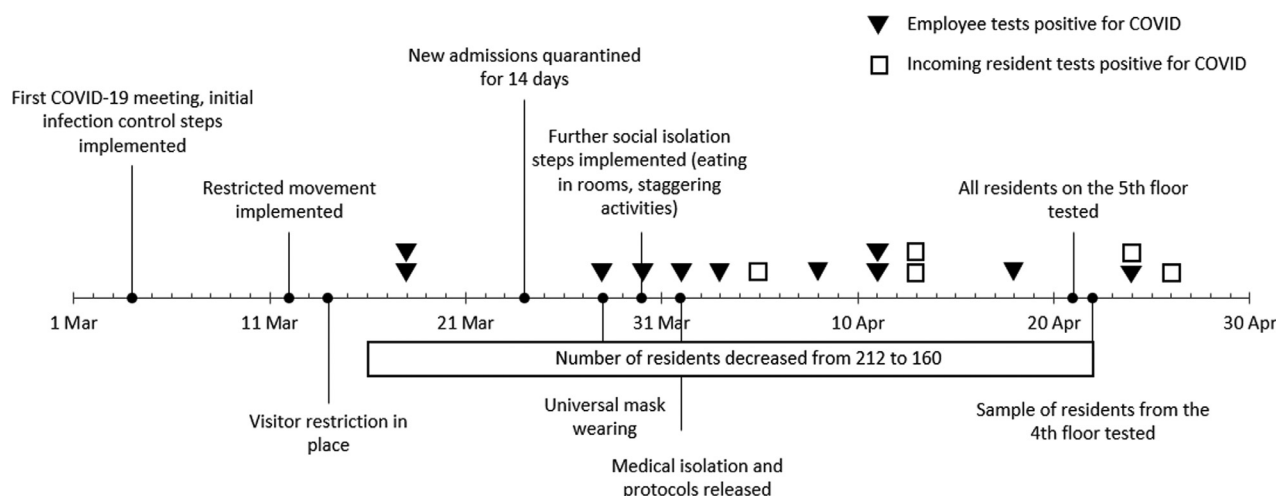 Employee tests positive for COVID
Incoming resident tests positive for COVID
New admissions quarantined
for 14 days
First COVID-19 meeting, initial
infection control steps
implemented
Further social isolation
steps implemented (eating
in rooms, staggering
activities)
Restricted movement
implemented
All residents on the 5th floor
tested
1 Mar
11 Mar
21 Mar
31 Mar
10 Apr
20 Apr
30 Apr
Number of residents decreased from 212 to 160
Visitor restriction in
place
Universal mask
wearing
Sample of residents from the
4th floor tested
Medical isolation and
protocols released